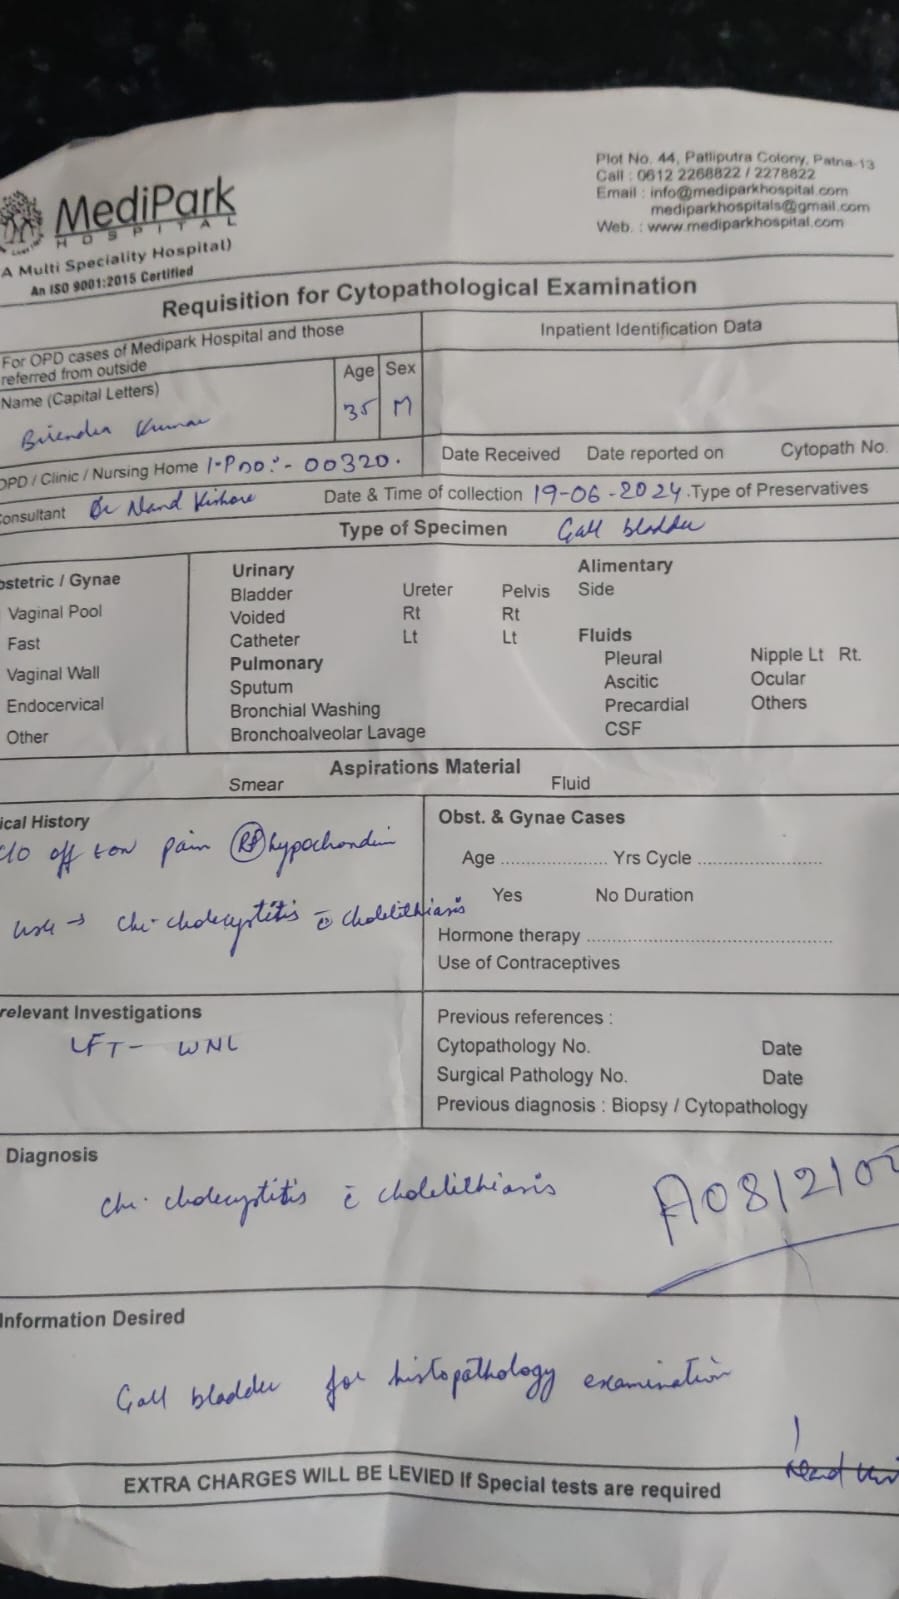 MediPark
HOSPITAL
A Multi Speciality Hospital)
An ISO 9001:2015 Certified
Plot No. 44, Patliputra Colony, Patna-13
Call : 0612 2268822 / 2278822
Email : info@mediparkhospital.com
mediparkhospitals@gmail.com
Web. : www.mediparkhospital.com
Requisition for Cytopathological Examination
For OPD cases of Medipark Hospital and those
referred from outside
Inpatient Identification Data
Name (Capital Letters)
Age
Sex
Birendra Kumar
35
M
OPD / Clinic / Nursing Home I-P no:- 00320.
Date Received Date reported on Cytopath No.
Consultant Dr Nand Kishore
Date & Time of collection 19-06-2024. Type of Preservatives
Type of Specimen Gall bladder
bstetric / Gynae
Vaginal Pool
Fast
Vaginal Wall
Endocervical
Other
Urinary
Bladder Ureter Pelvis
Voided Rt Rt
Catheter Lt Lt
Pulmonary
Sputum
Bronchial Washing
Bronchoalveolar Lavage
Alimentary
Side
Fluids
Pleural Nipple Lt Rt.
Ascitic Ocular
Precardial Others
CSF
Aspirations Material
Smear Fluid
ical History
C/O off & on pain Rt hypochondium
→ Chr. cholecystitis c̄ cholelithiasis
Obst. & Gynae Cases
Age .................... Yrs Cycle .......................
Yes No Duration
Hormone therapy .............................................
Use of Contraceptives
relevant Investigations
LFT - WNL
Previous references :
Cytopathology No. Date
Surgical Pathology No. Date
Previous diagnosis : Biopsy / Cytopathology
Diagnosis
Chr. cholecystitis c̄ cholelithiasis
Information Desired
Gall bladder for histopathology examination
Nand
EXTRA CHARGES WILL BE LEVIED If Special tests are required